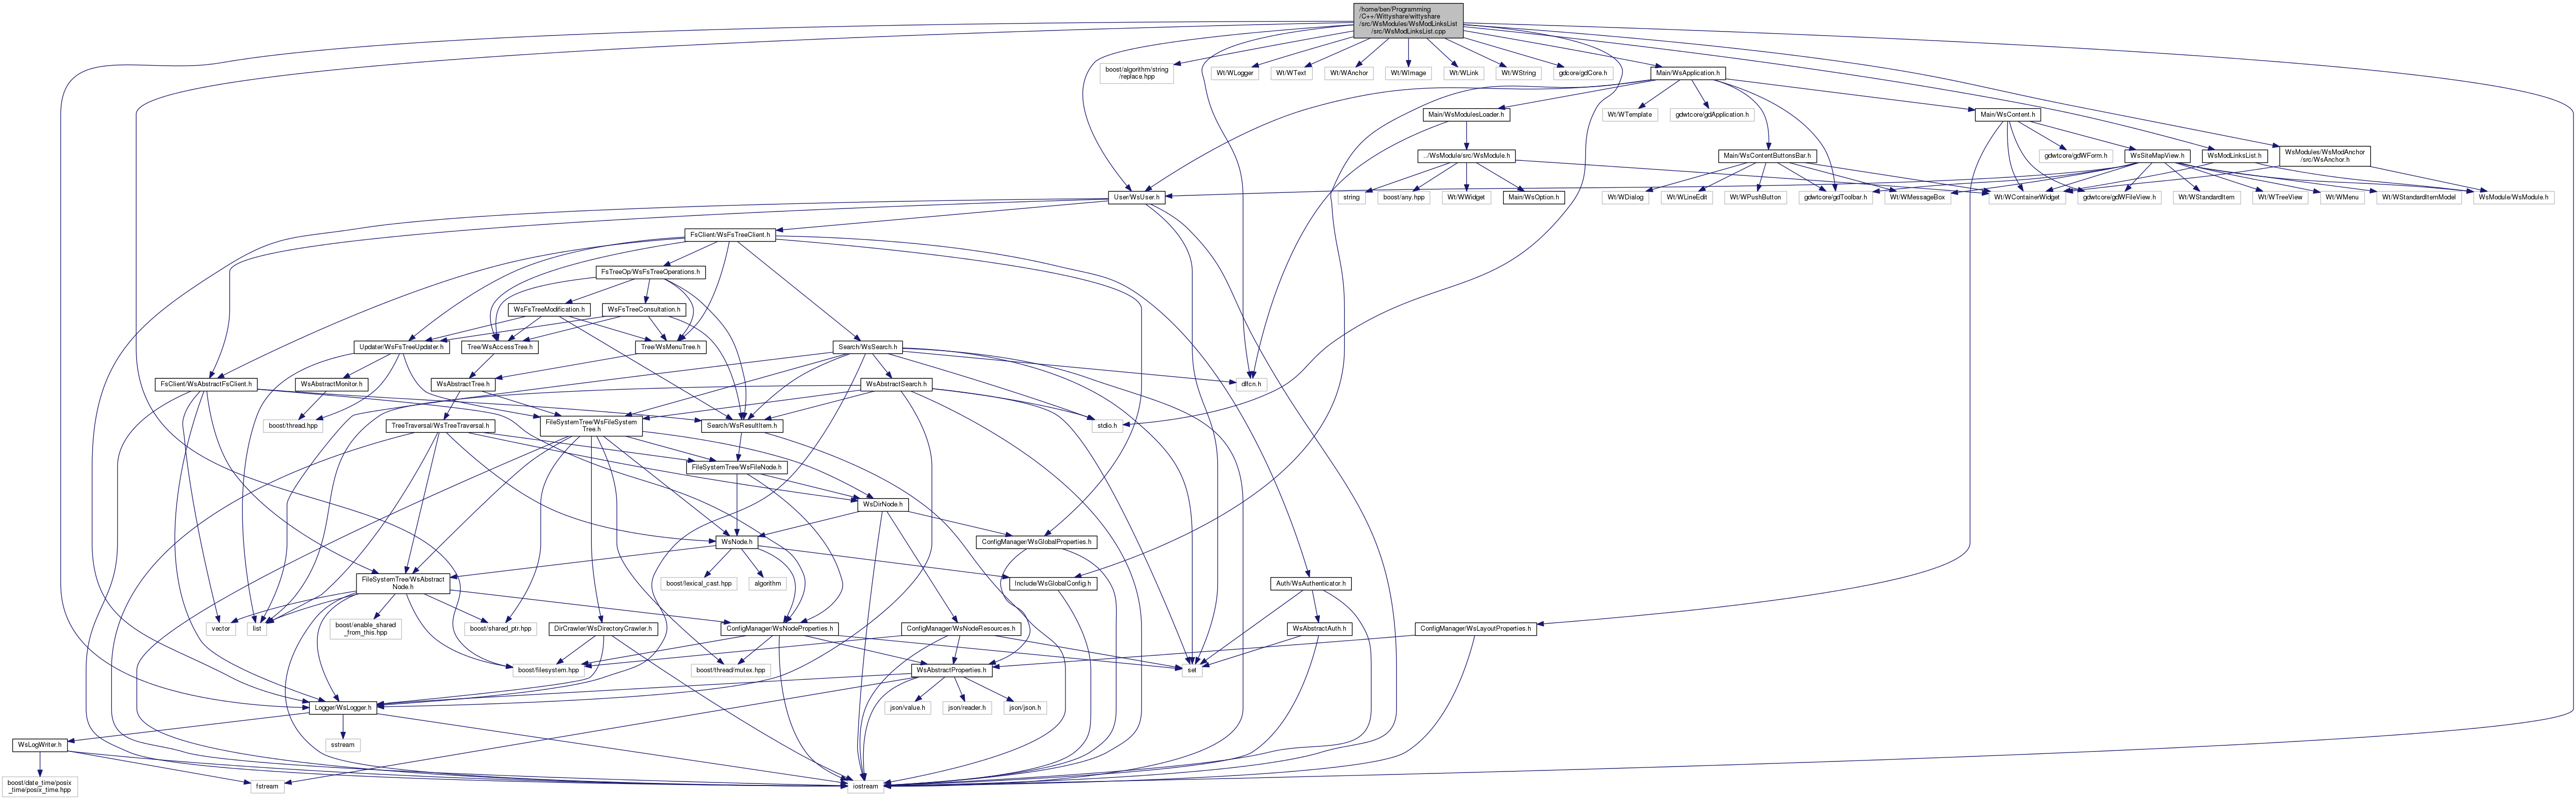 /home/ben/Programming
/C++/Wittyshare/wittyshare
/src/WsModules/WsModLinksList
/src/WsModLinksList.cpp
boost/algorithm/string
/replace.hpp
Wt/WLogger
Wt/WText
Wt/WAnchor
Wt/WImage
Wt/WLink
Wt/WString
gdcore/gdCore.h
Main/WsApplication.h
Main/WsModulesLoader.h
Wt/WTemplate
gdwtcore/gdApplication.h
Main/WsContent.h
../WsModule/src/WsModule.h
Main/WsContentButtonsBar.h
gdwtcore/gdWForm.h
WsSiteMapView.h
WsModLinksList.h
WsModules/WsModAnchor
/src/WsAnchor.h
User/WsUser.h
string
boost/any.hpp
Wt/WWidget
Main/WsOption.h
Wt/WDialog
Wt/WLineEdit
Wt/WPushButton
gdwtcore/gdToolbar.h
Wt/WMessageBox
Wt/WContainerWidget
gdwtcore/gdWFileView.h
Wt/WStandardItem
Wt/WTreeView
Wt/WMenu
Wt/WStandardItemModel
WsModule/WsModule.h
FsClient/WsFsTreeClient.h
FsTreeOp/WsFsTreeOperations.h
WsFsTreeModification.h
WsFsTreeConsultation.h
Updater/WsFsTreeUpdater.h
Tree/WsAccessTree.h
Tree/WsMenuTree.h
Search/WsSearch.h
FsClient/WsAbstractFsClient.h
WsAbstractMonitor.h
WsAbstractTree.h
WsAbstractSearch.h
dlfcn.h
boost/thread.hpp
TreeTraversal/WsTreeTraversal.h
FileSystemTree/WsFileSystem
Tree.h
Search/WsResultItem.h
stdio.h
FileSystemTree/WsFileNode.h
WsDirNode.h
WsNode.h
ConfigManager/WsGlobalProperties.h
FileSystemTree/WsAbstract
Node.h
boost/lexical_cast.hpp
algorithm
Include/WsGlobalConfig.h
Auth/WsAuthenticator.h
vector
list
boost/enable_shared
_from_this.hpp
boost/shared_ptr.hpp
DirCrawler/WsDirectoryCrawler.h
ConfigManager/WsNodeProperties.h
ConfigManager/WsNodeResources.h
WsAbstractAuth.h
ConfigManager/WsLayoutProperties.h
boost/filesystem.hpp
boost/thread/mutex.hpp
WsAbstractProperties.h
set
Logger/WsLogger.h
json/value.h
json/reader.h
json/json.h
WsLogWriter.h
sstream
boost/date_time/posix
_time/posix_time.hpp
fstream
iostream